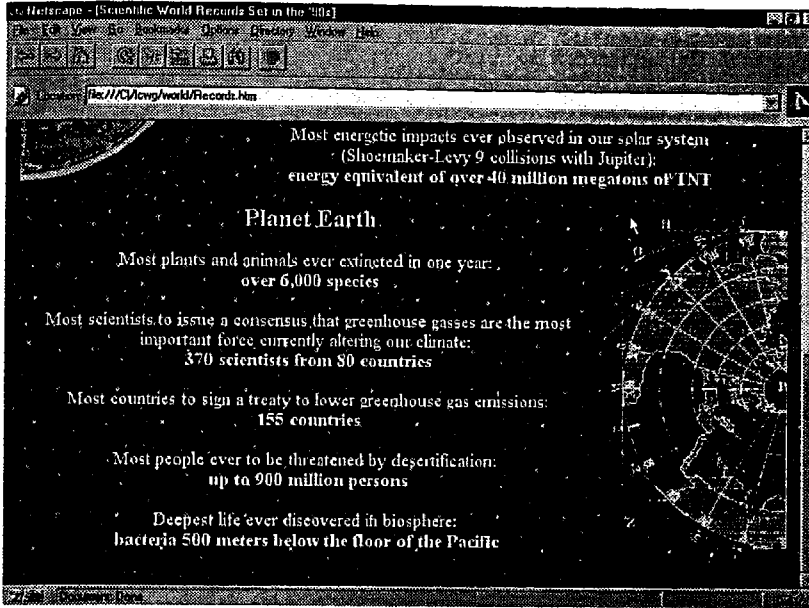 Netscape - [Scientific World Records Set in the '90s]
File Edit View Go Bookmarks Options Directory Window Help
Location: file:///C|/lcwg/world/Records.htm
Most energetic impacts ever observed in our solar system
(Shoemaker-Levy 9 collisions with Jupiter):
energy equivalent of over 40 million megatons of TNT
Planet Earth
Most plants and animals ever extincted in one year:
over 6,000 species
Most scientists to issue a consensus that greenhouse gasses are the most
important force currently altering our climate:
370 scientists from 80 countries
Most countries to sign a treaty to lower greenhouse gas emissions:
155 countries
Most people ever to be threatened by desertification:
up to 900 million persons
Deepest life ever discovered in biosphere:
bacteria 500 meters below the floor of the Pacific
Document: Done